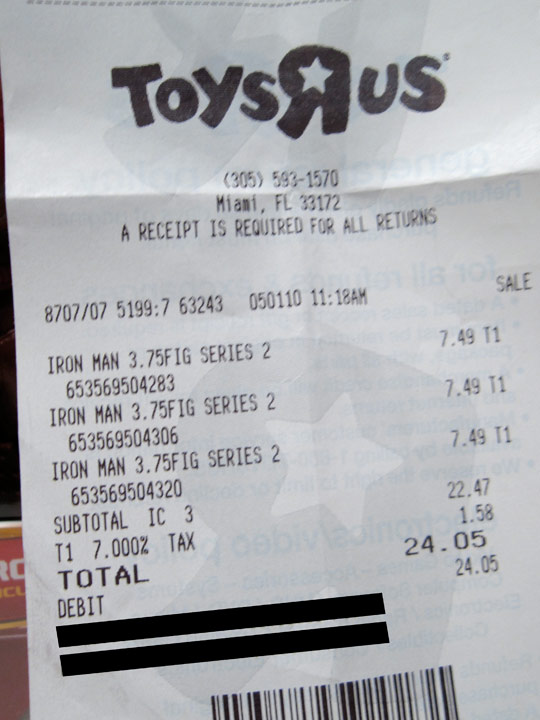 TOYSRUS
(305) 593-1570
Miami, FL 33172
A RECEIPT IS REQUIRED FOR ALL RETURNS
SALE
8707/07 5199:7 63243 050110 11:18AM
IRON MAN 3.75FIG SERIES 2 7.49 T1
653569504283
IRON MAN 3.75FIG SERIES 2 7.49 T1
653569504306
IRON MAN 3.75FIG SERIES 2 7.49 T1
653569504320
SUBTOTAL IC 3 22.47
T1 7.000% TAX 1.58
TOTAL 24.05
DEBIT 24.05